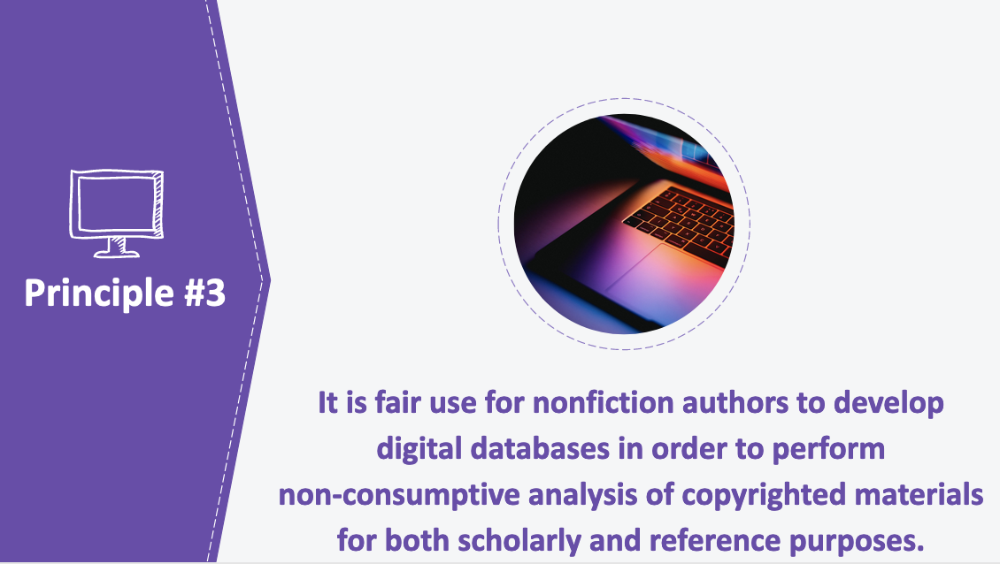 Principle #3
It is fair use for nonfiction authors to develop
digital databases in order to perform
non-consumptive analysis of copyrighted materials
for both scholarly and reference purposes.